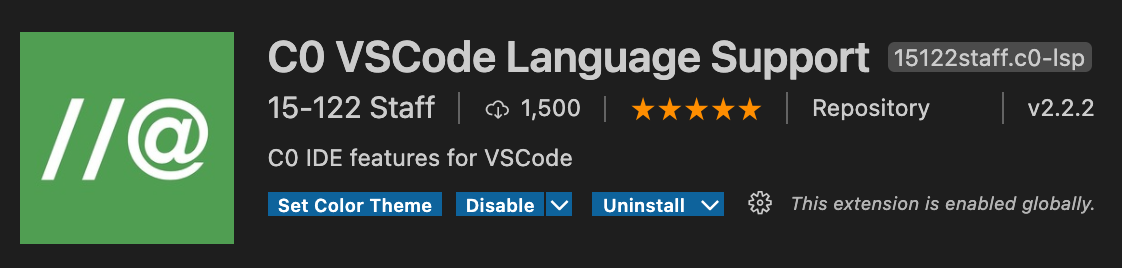 //@
C0 VSCode Language Support 15122staff.c0-lsp
15-122 Staff 1,500 ★★★★★ Repository v2.2.2
C0 IDE features for VSCode
Set Color Theme Disable Uninstall This extension is enabled globally.